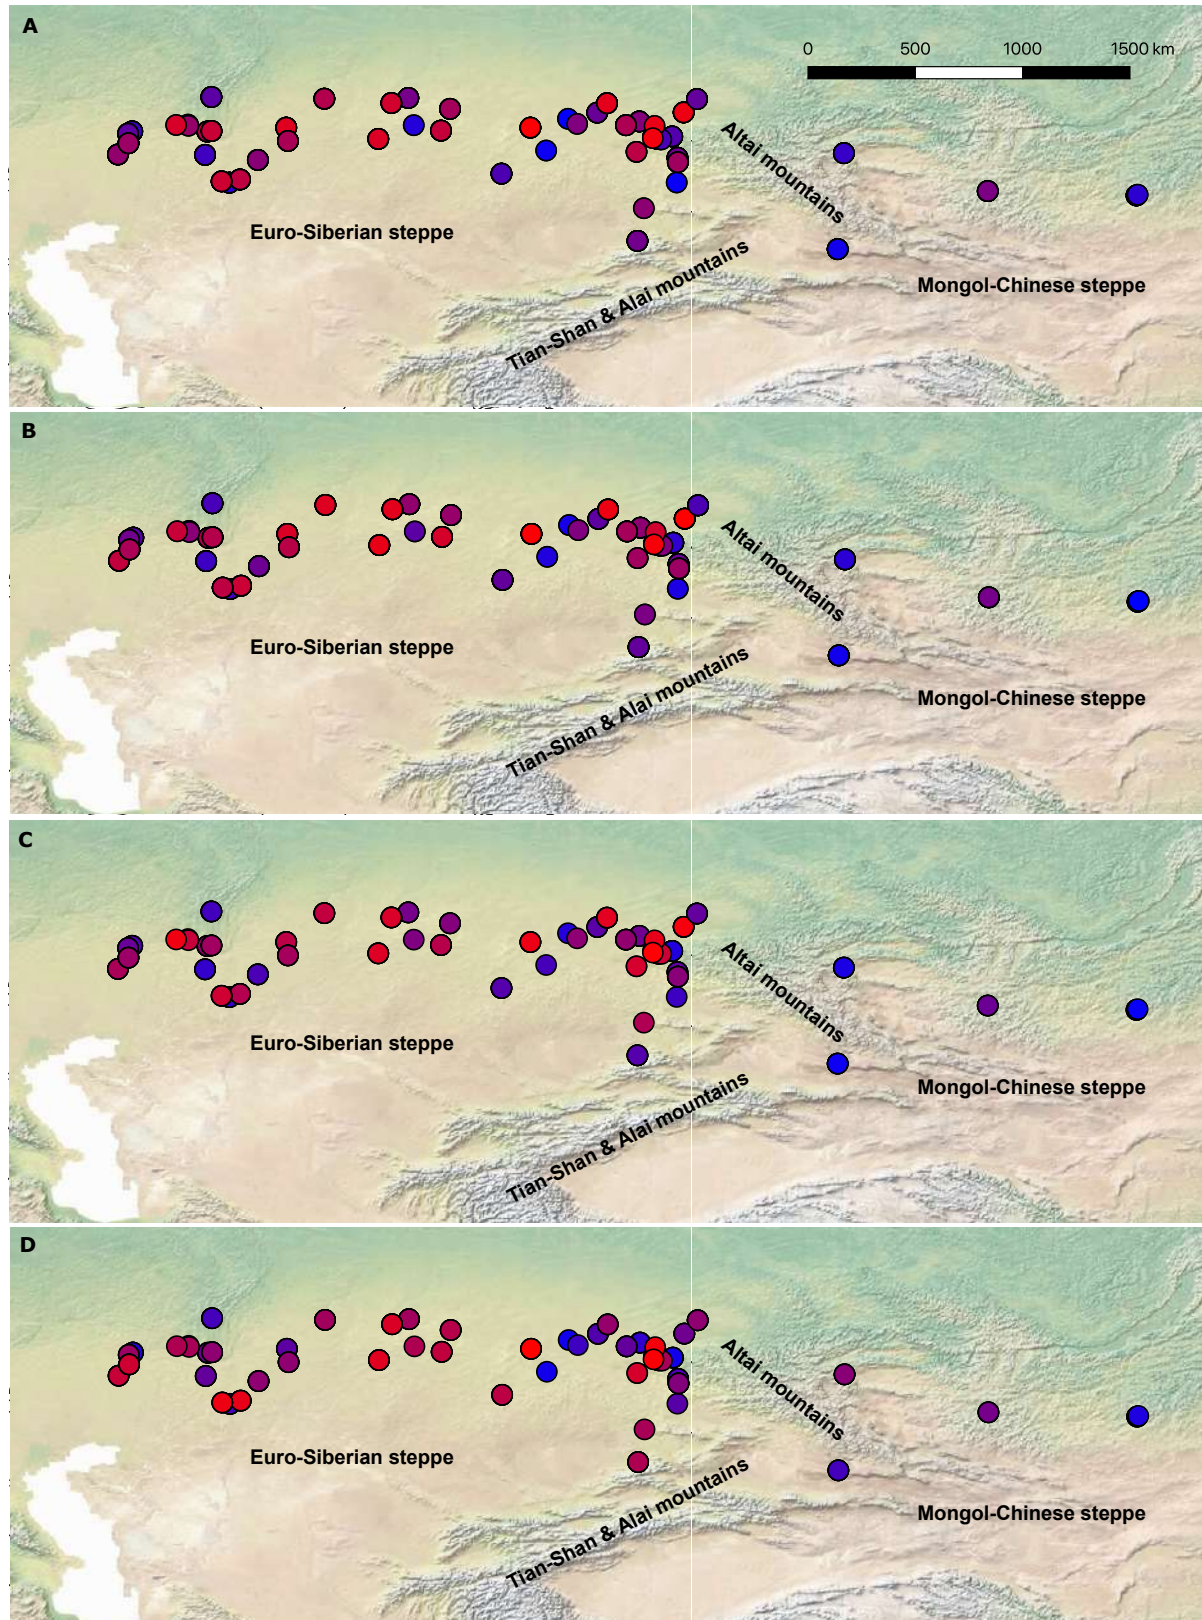 A
0 500 1000 1500 km
Altai mountains
Euro-Siberian steppe
Tian-Shan & Alai mountains
Mongol-Chinese steppe
B
Altai mountains
Euro-Siberian steppe
Tian-Shan & Alai mountains
Mongol-Chinese steppe
C
Altai mountains
Euro-Siberian steppe
Tian-Shan & Alai mountains
Mongol-Chinese steppe
D
Altai mountains
Euro-Siberian steppe
Tian-Shan & Alai mountains
Mongol-Chinese steppe